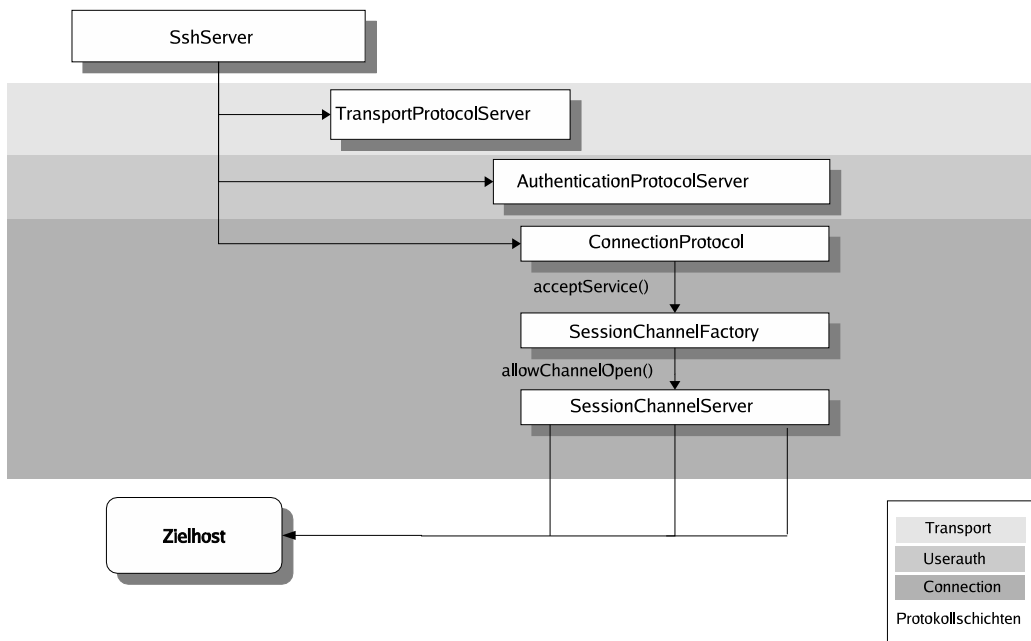 SshServer
TransportProtocolServer
AuthenticationProtocolServer
ConnectionProtocol
acceptService()
SessionChannelFactory
allowChannelOpen()
SessionChannelServer
Zielhost
Transport
Userauth
Connection
Protokollschichten